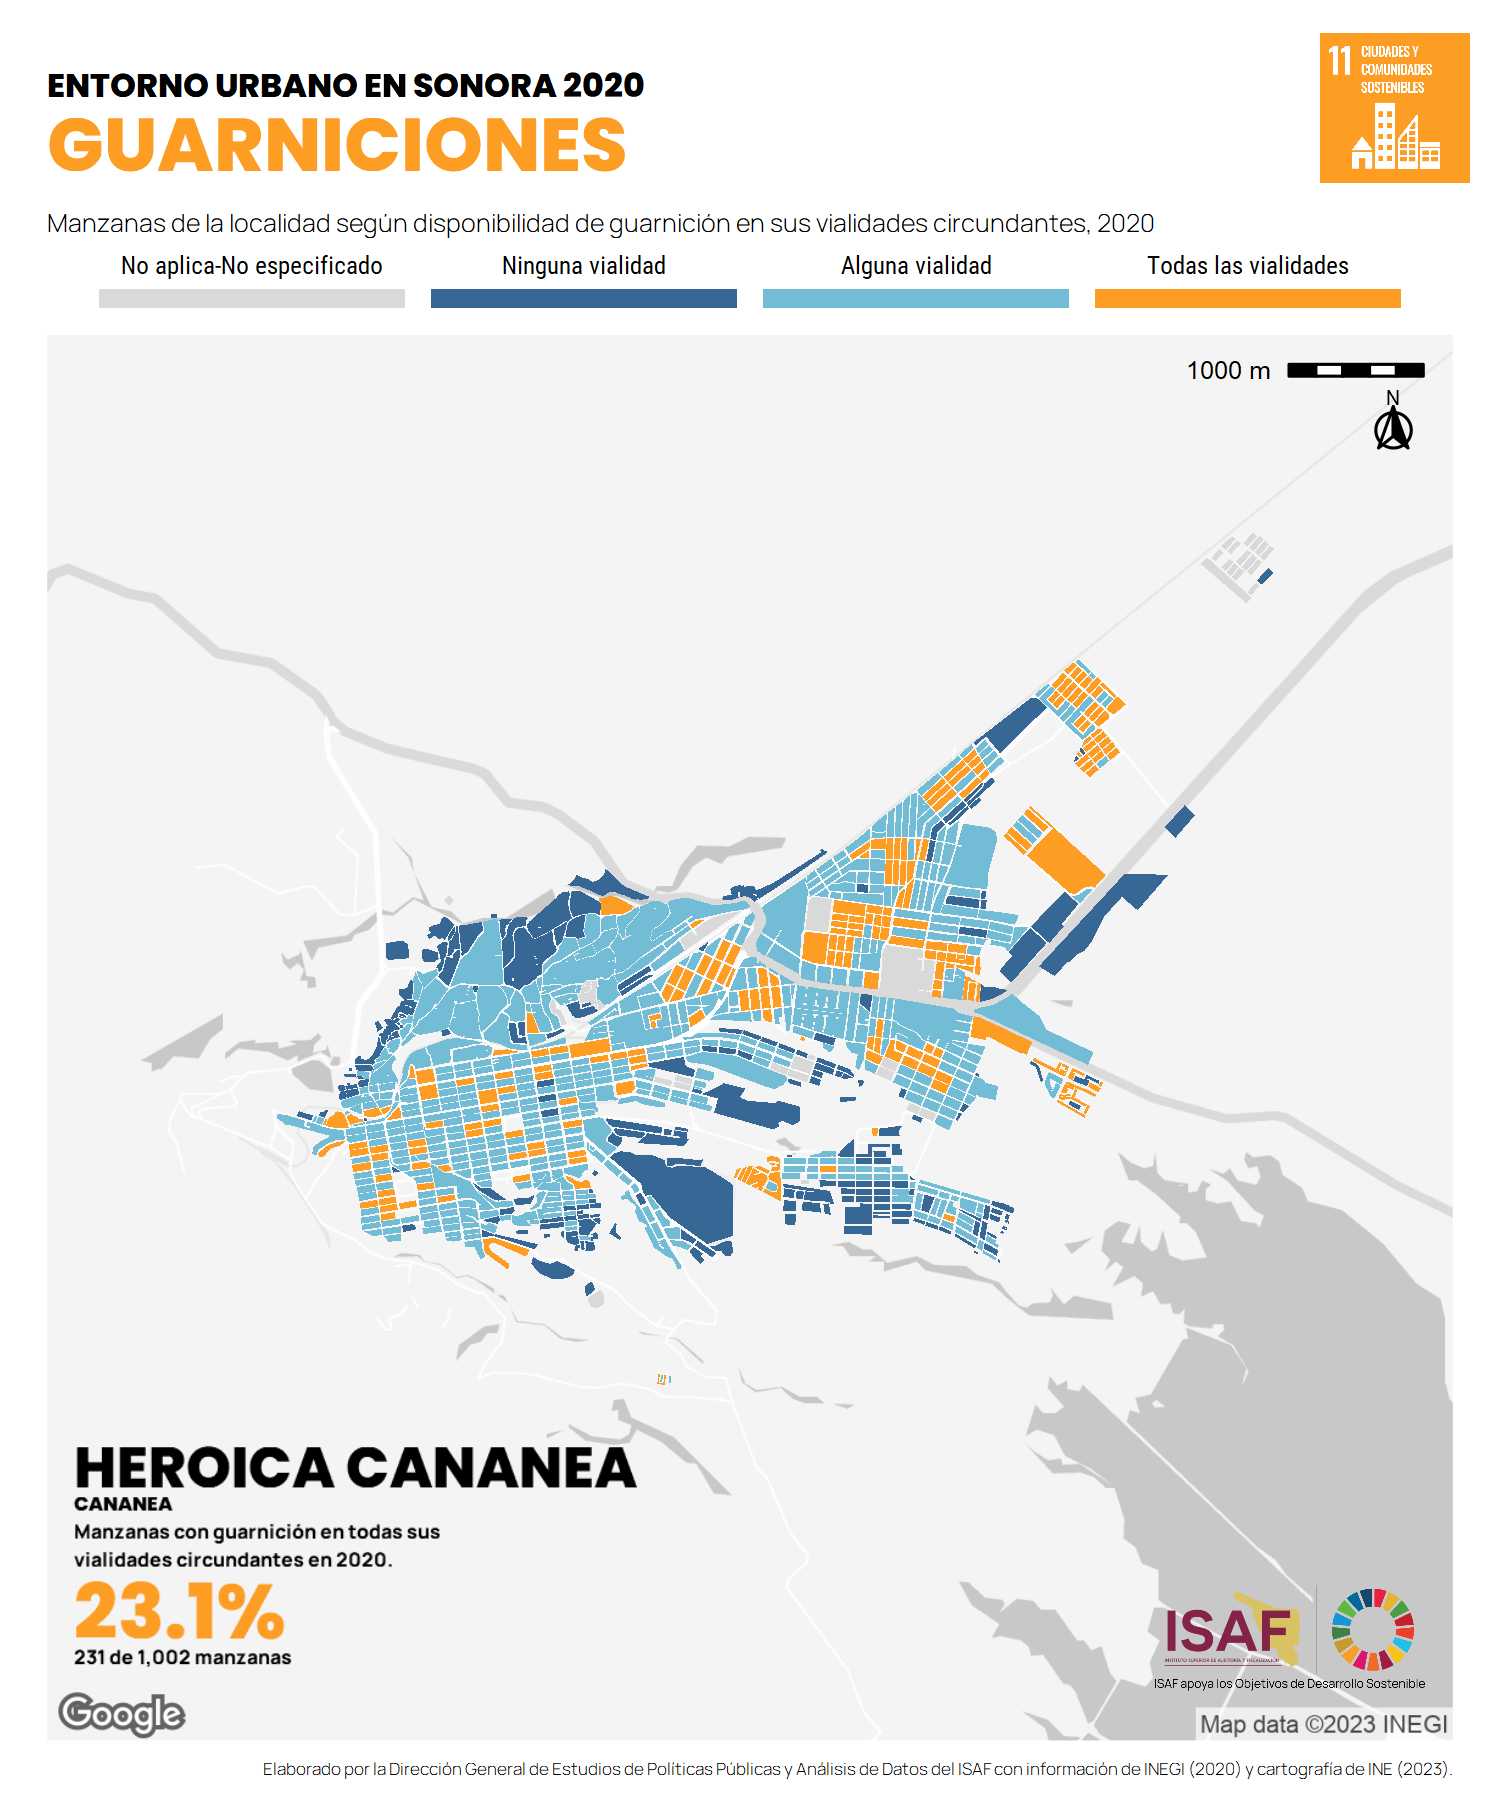 ENTORNO URBANO EN SONORA 2020
GUARNICIONES
11 CIUDADES Y
COMUNIDADES
SOSTENIBLES
Manzanas de la localidad según disponibilidad de guarnición en sus vialidades circundantes, 2020
No aplica-No especificado
Ninguna vialidad
Alguna vialidad
Todas las vialidades
1000 m
N
HEROICA CANANEA
CANANEA
Manzanas con guarnición en todas sus
vialidades circundantes en 2020.
23.1%
231 de 1,002 manzanas
ISAF
INSTITUTO SUPERIOR DE AUDITORÍA Y FISCALIZACIÓN
ISAF apoya los Objetivos de Desarrollo Sostenible
Google
Map data ©2023 INEGI
Elaborado por la Dirección General de Estudios de Políticas Públicas y Análisis de Datos del ISAF con información de INEGI (2020) y cartografía de INE (2023).